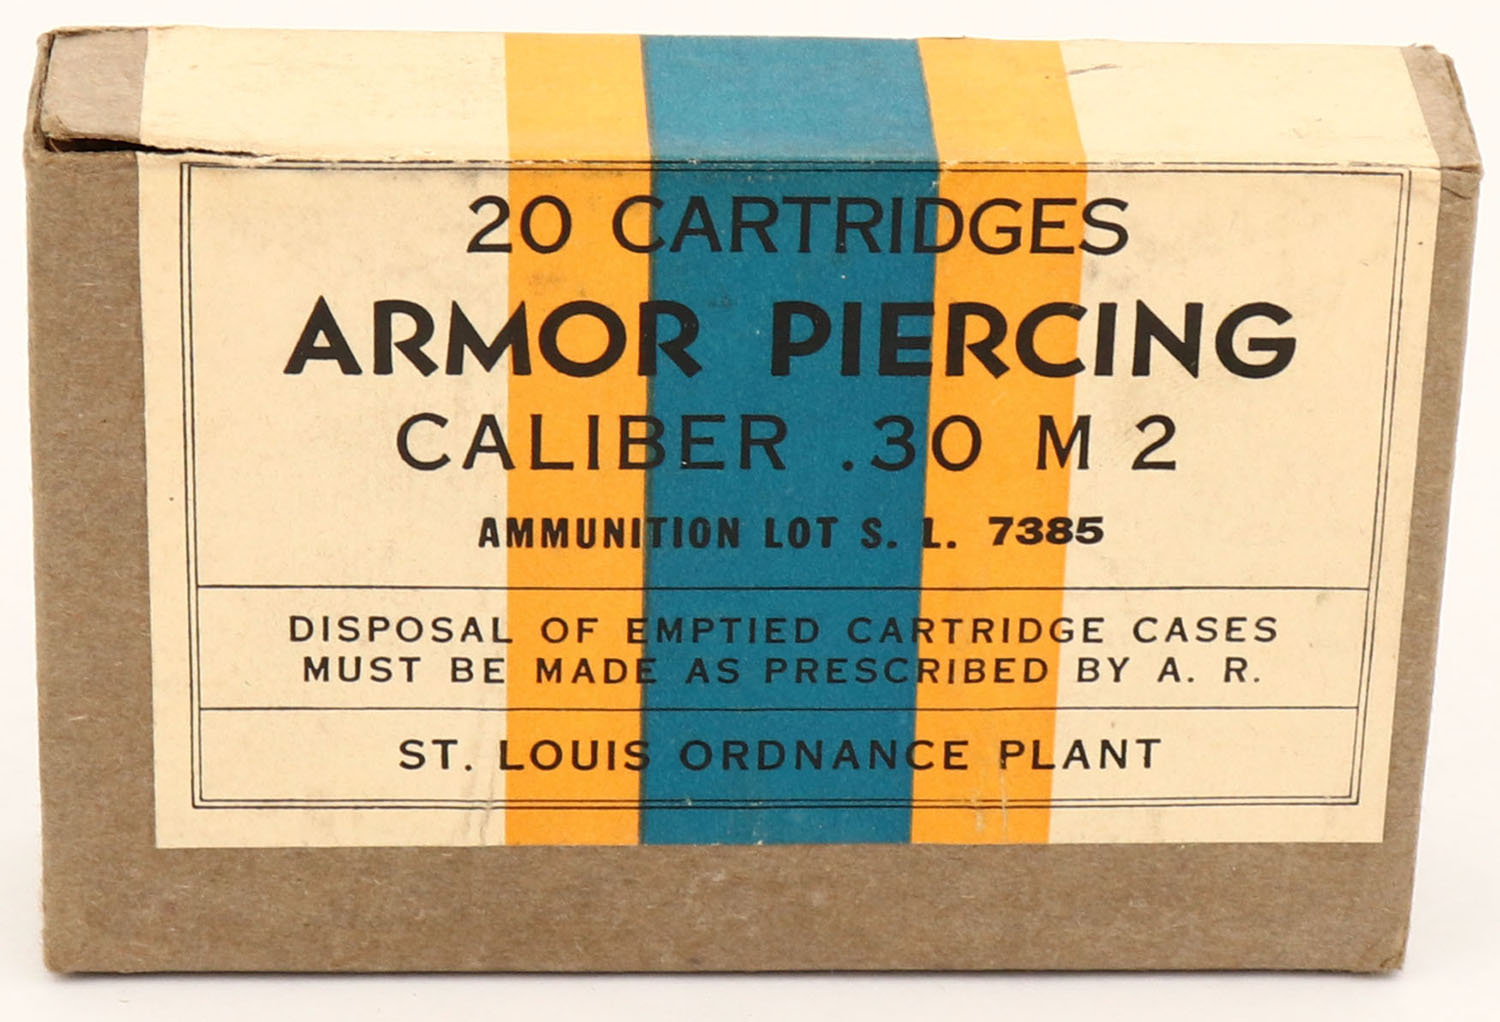 20 CARTRIDGES
ARMOR PIERCING
CALIBER .30 M 2
AMMUNITION LOT S. L. 7385
DISPOSAL OF EMPTIED CARTRIDGE CASES
MUST BE MADE AS PRESCRIBED BY A. R.
ST. LOUIS ORDNANCE PLANT